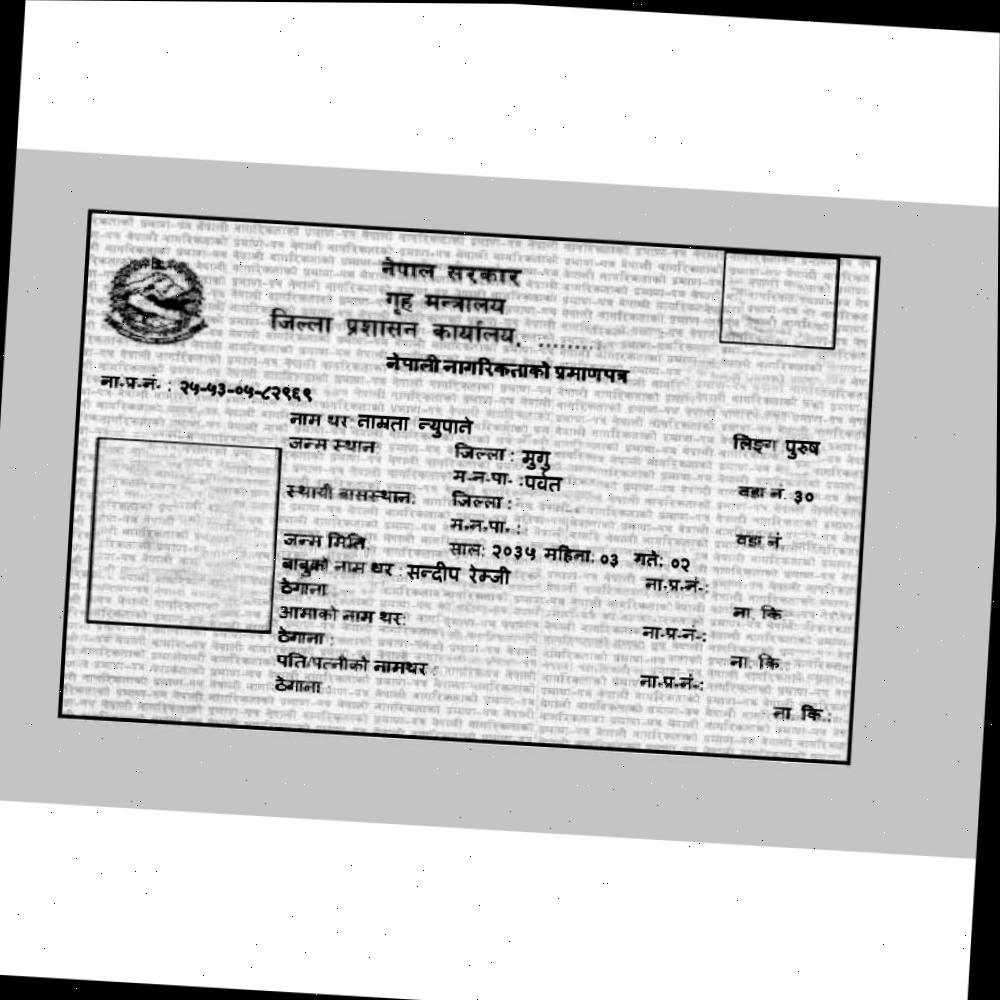 नेपाल सरकार
गृह मन्त्रालय
जिल्ला प्रशासन कार्यालय, .........
नेपाली नागरिकताको प्रमाणपत्र
ना.प्र.नं. : २५-५३-०५-८२९६९
नाम थर ताम्रता न्युपाने लिङ्ग पुरुष
जन्म स्थान: जिल्ला : मुगु
म.न.पा. : पर्वत वडा नं. ३०
स्थायी बासस्थान: जिल्ला :
म.न.पा. : वडा नं.
जन्म मिति: साल: २०३५ महिना: ०३ गते: ०२
बाबुको नाम थर : सन्दीप रेम्जी ना.प्र.नं.:
ठेगाना ना. कि
आमाको नाम थर: ना.प्र.नं.:
ठेगाना : ना. कि.:
पति/पत्नीको नामथर : ना.प्र.नं.:
ठेगाना : ना. कि.: